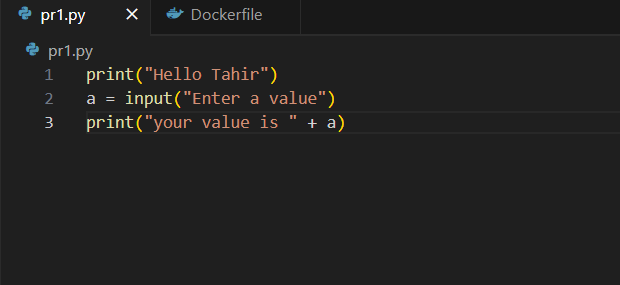 pr1.py × Dockerfile
pr1.py
1 print("Hello Tahir")
2 a = input("Enter a value")
3 print("your value is " + a)